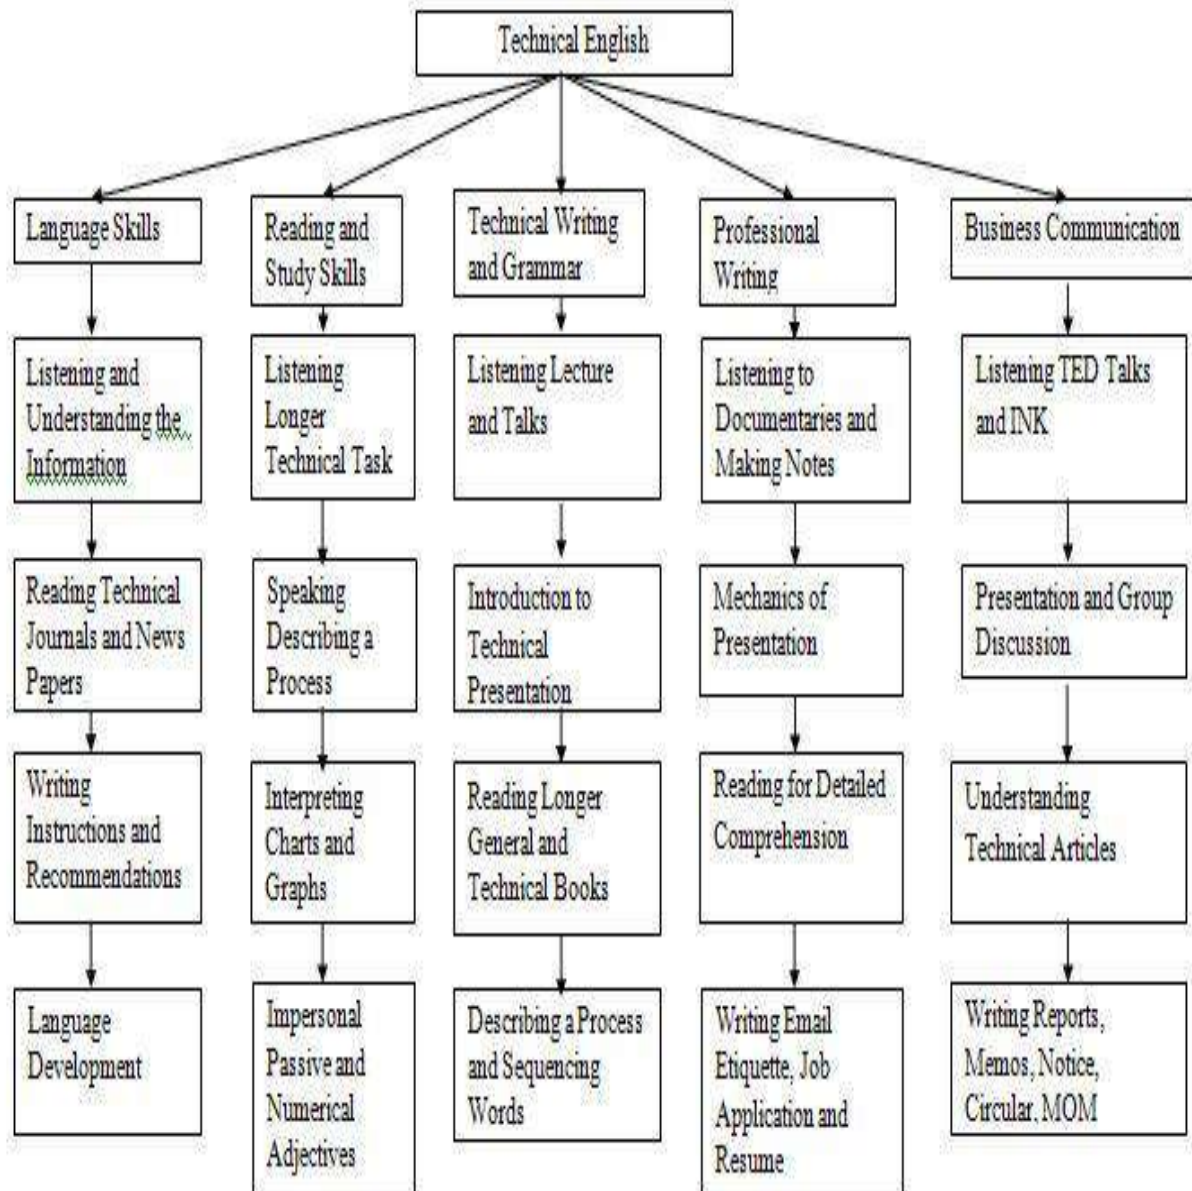 Technical English
Language Skills
Reading and
Study Skills
Technical Writing
and Grammar
Professional
Writing
Business Communication
Listening and
Understanding the
Information
Listening
Longer
Technical Task
Listening Lecture
and Talks
Listening to
Documentaries and
Making Notes
Listening TED Talks
and INK
Reading Technical
Journals and News
Papers
Speaking
Describing a
Process
Introduction to
Technical
Presentation
Mechanics of
Presentation
Presentation and Group
Discussion
Writing
Instructions and
Recommendations
Interpreting
Charts and
Graphs
Reading Longer
General and
Technical Books
Reading for Detailed
Comprehension
Understanding
Technical Articles
Language
Development
Impersonal
Passive and
Numerical
Adjectives
Describing a Process
and Sequencing
Words
Writing Email
Etiquette, Job
Application and
Resume
Writing Reports,
Memos, Notice,
Circular, MOM